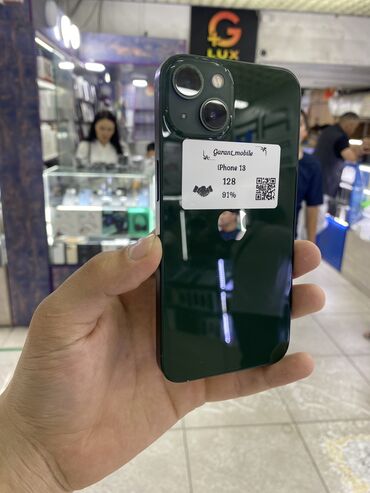 G
LUX
Garant_mobile
iPhone 13
128
91%